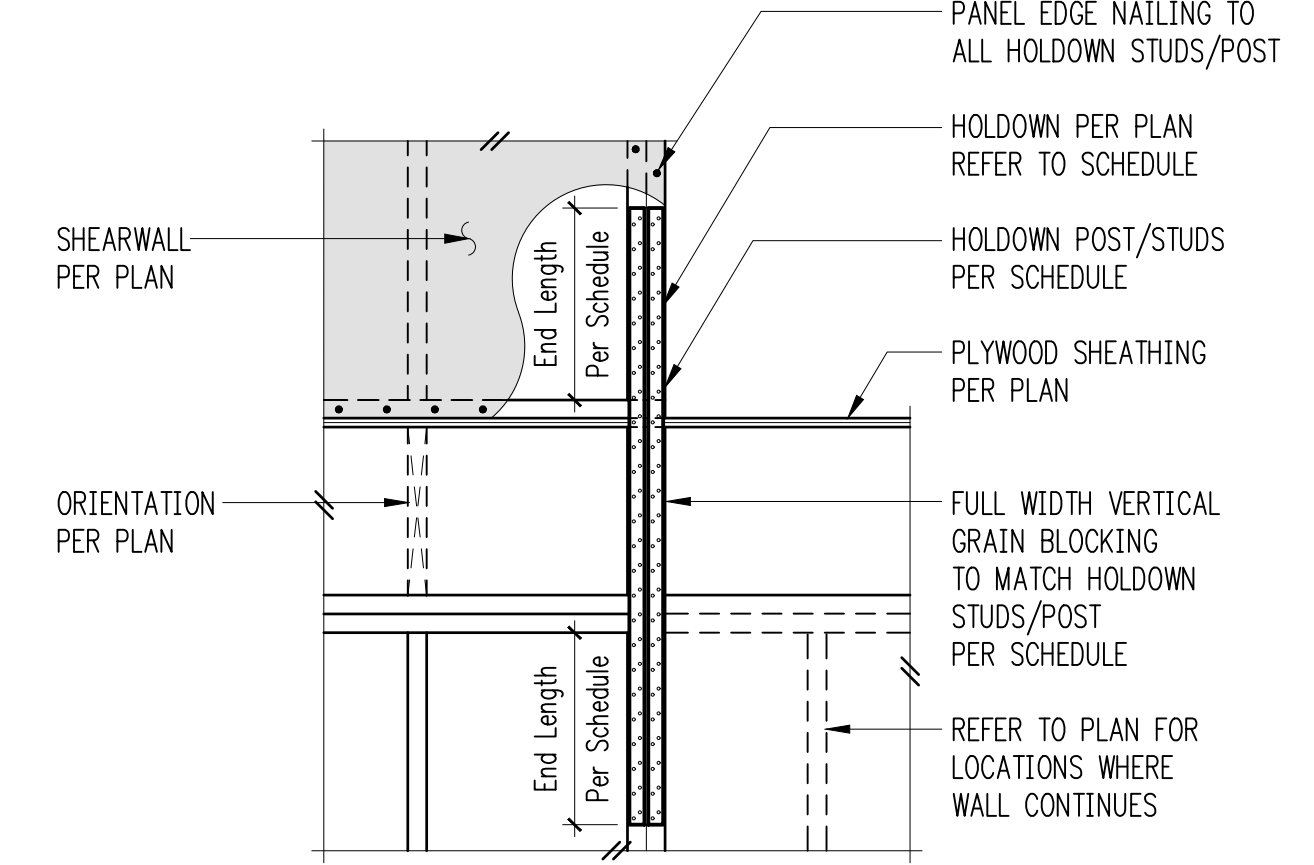 PANEL EDGE NAILING TO
ALL HOLDOWN STUDS/POST
HOLDOWN PER PLAN
REFER TO SCHEDULE
SHEARWALL
PER PLAN
HOLDOWN POST/STUDS
PER SCHEDULE
End Length
Per Schedule
PLYWOOD SHEATHING
PER PLAN
ORIENTATION
PER PLAN
FULL WIDTH VERTICAL
GRAIN BLOCKING
TO MATCH HOLDOWN
STUDS/POST
PER SCHEDULE
End Length
Per Schedule
REFER TO PLAN FOR
LOCATIONS WHERE
WALL CONTINUES